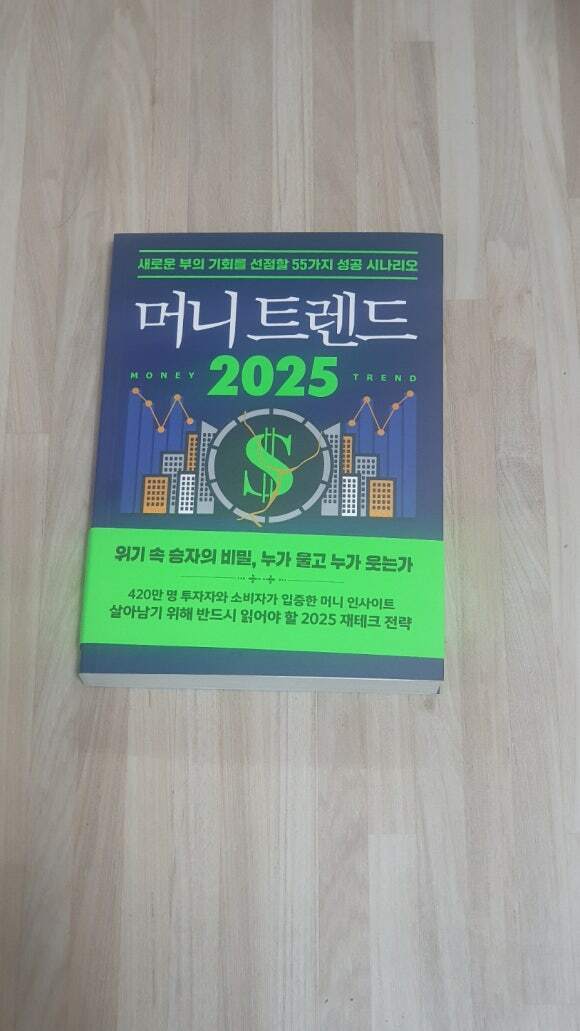 새로운 부의 기회를 선점할 55가지 성공 시나리오
머니 트렌드
MONEY 2025 TREND
$
위기 속 승자의 비밀, 누가 울고 누가 웃는가
420만 명 투자자와 소비자가 입증한 머니 인사이트
살아남기 위해 반드시 읽어야 할 2025 재테크 전략